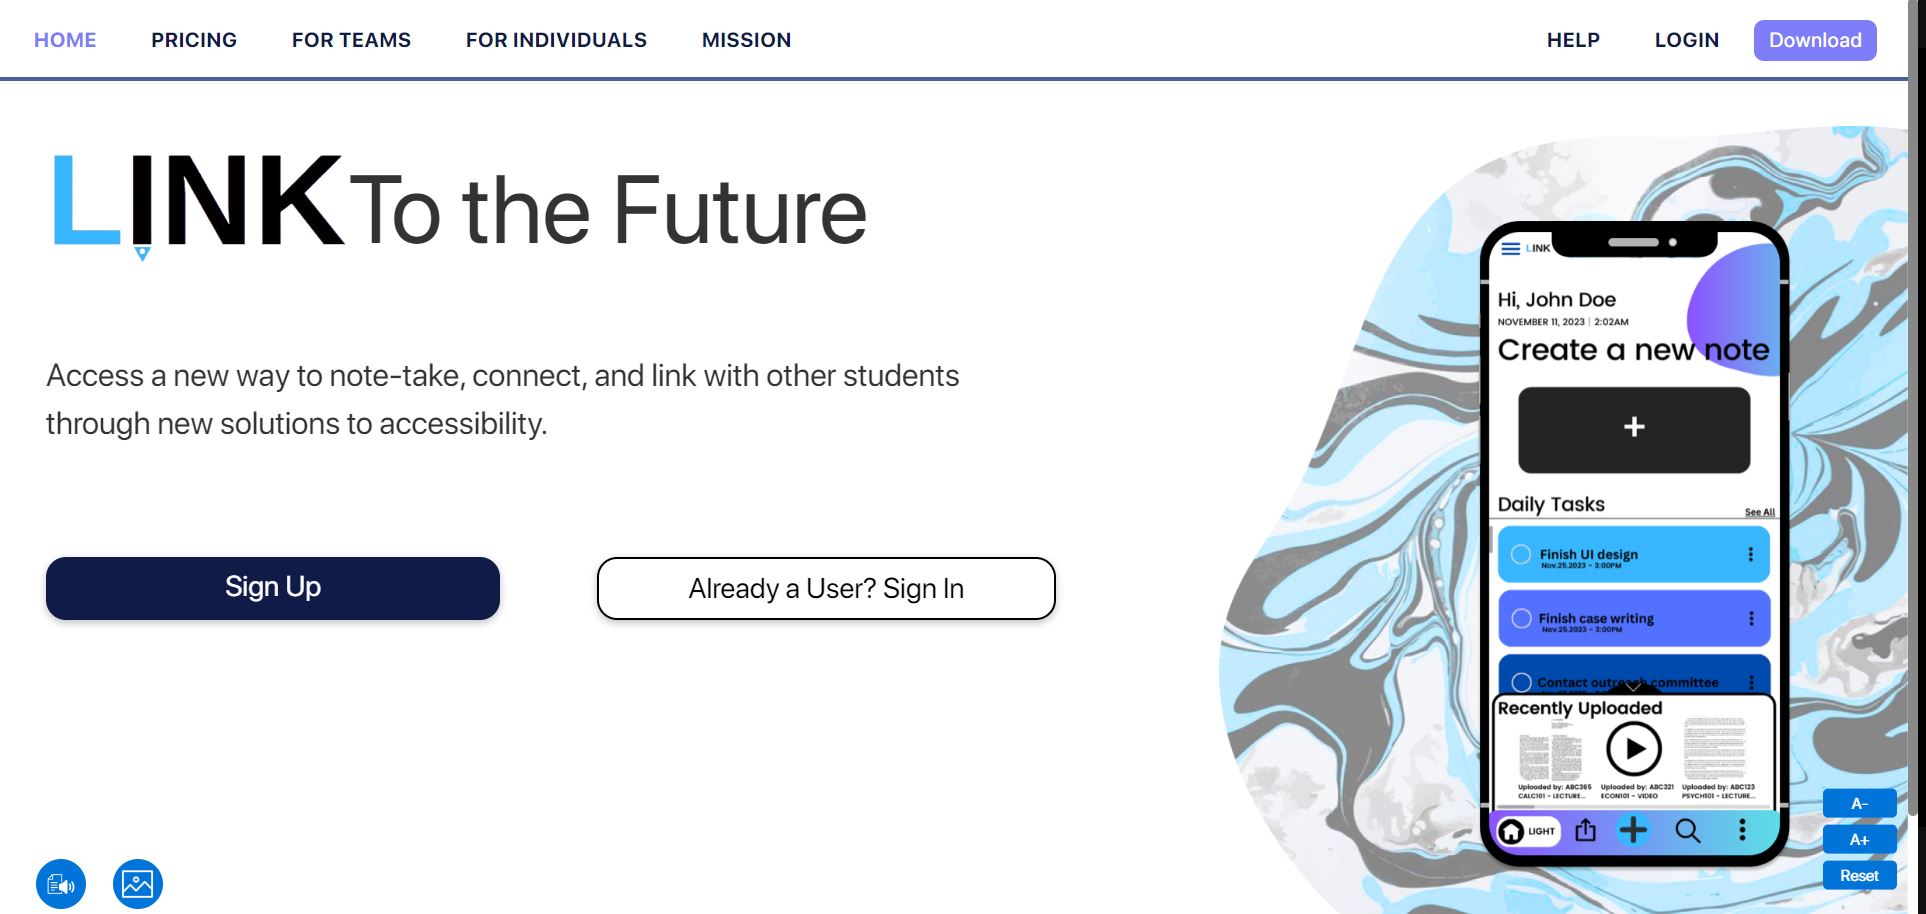 HOME PRICING FOR TEAMS FOR INDIVIDUALS MISSION HELP LOGIN Download
LINK To the Future
Access a new way to note-take, connect, and link with other students
through new solutions to accessibility.
Sign Up
Already a User? Sign In
LINK
Hi, John Doe
NOVEMBER 11, 2023 | 2:02AM
Create a new note
+
Daily Tasks
See All
Finish UI design
Nov.25.2023 - 3:00PM
Finish case writing
Nov.25.2023 - 3:00PM
Contact outreach committee
Recently Uploaded
Uploaded by: ABC365 Uploaded by: ABC321 Uploaded by: ABC123
CALC101 - LECTURE... ECON101 - VIDEO PSYCH101 - LECTURE...
LIGHT
A-
A+
Reset